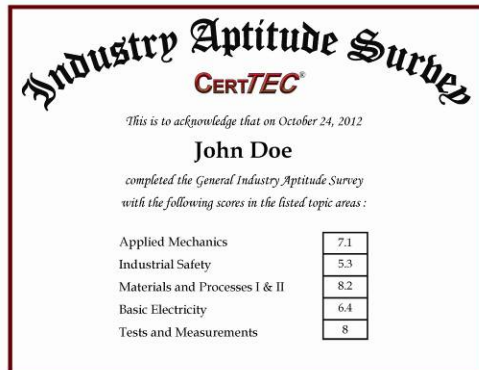 Industry Aptitude Survey
CERTTEC®
This is to acknowledge that on October 24, 2012
John Doe
completed the General Industry Aptitude Survey
with the following scores in the listed topic areas :
Applied Mechanics 7.1
Industrial Safety 5.3
Materials and Processes I & II 8.2
Basic Electricity 6.4
Tests and Measurements 8